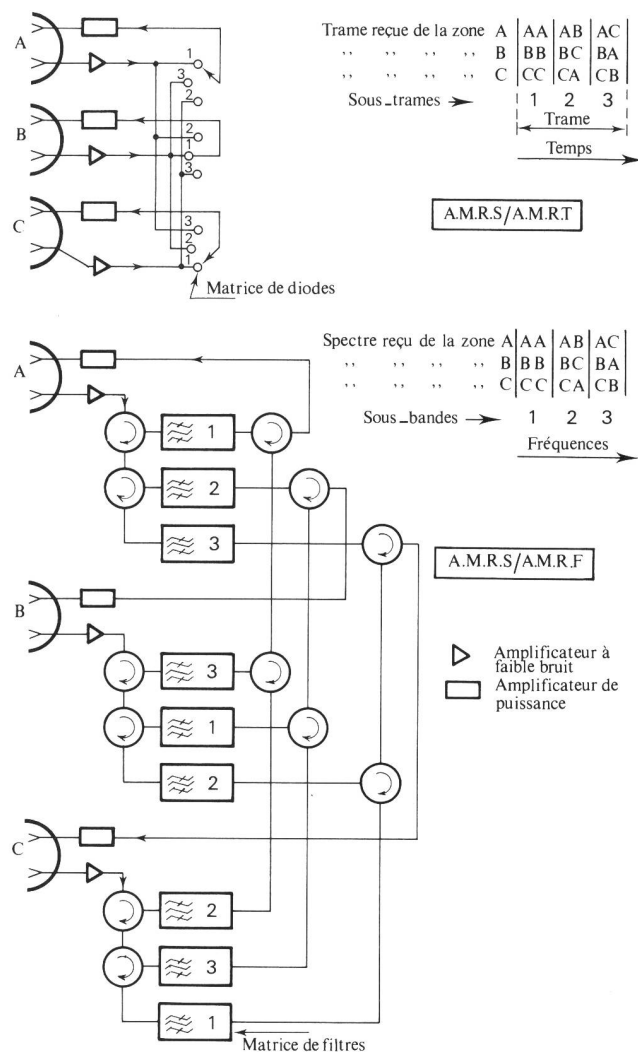 Trame reçue de la zone A AA AB AC
,, ,, ,, ,, B BB BC BA
,, ,, ,, ,, C CC CA CB
Sous_trames 1 2 3
Trame
Temps
A.M.R.S/A.M.R.T
A
1
3
2
B
2
1
3
C
3
2
1
Matrice de diodes
Spectre reçu de la zone A AA AB AC
,, ,, ,, ,, B BB BC BA
,, ,, ,, ,, C CC CA CB
Sous_bandes 1 2 3
Fréquences
A.M.R.S/A.M.R.F
A
1
2
3
B
3
1
2
Amplificateur à
faible bruit
Amplificateur de
puissance
C
2
3
1
Matrice de filtres